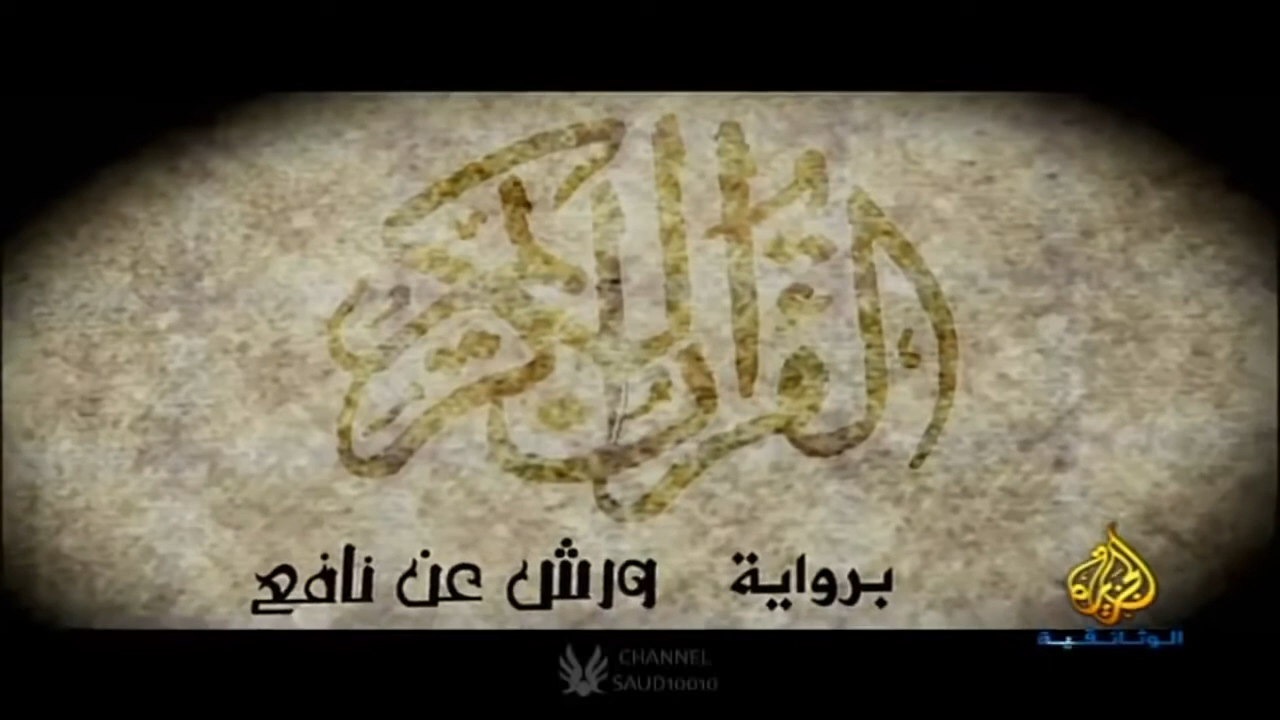 القرآن الكريم
برواية ورش عن نافع
الجزيرة
الوثائقية
CHANNEL
SAUD10010